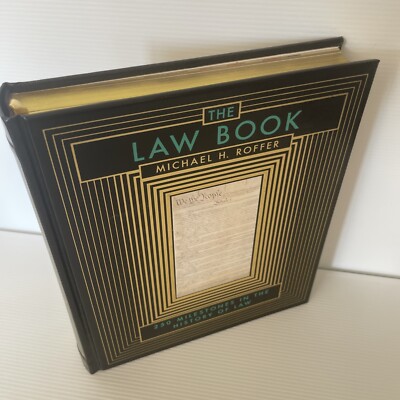 THE
LAW BOOK
MICHAEL H. ROFFER
We the People
250 MILESTONES IN THE
HISTORY OF LAW